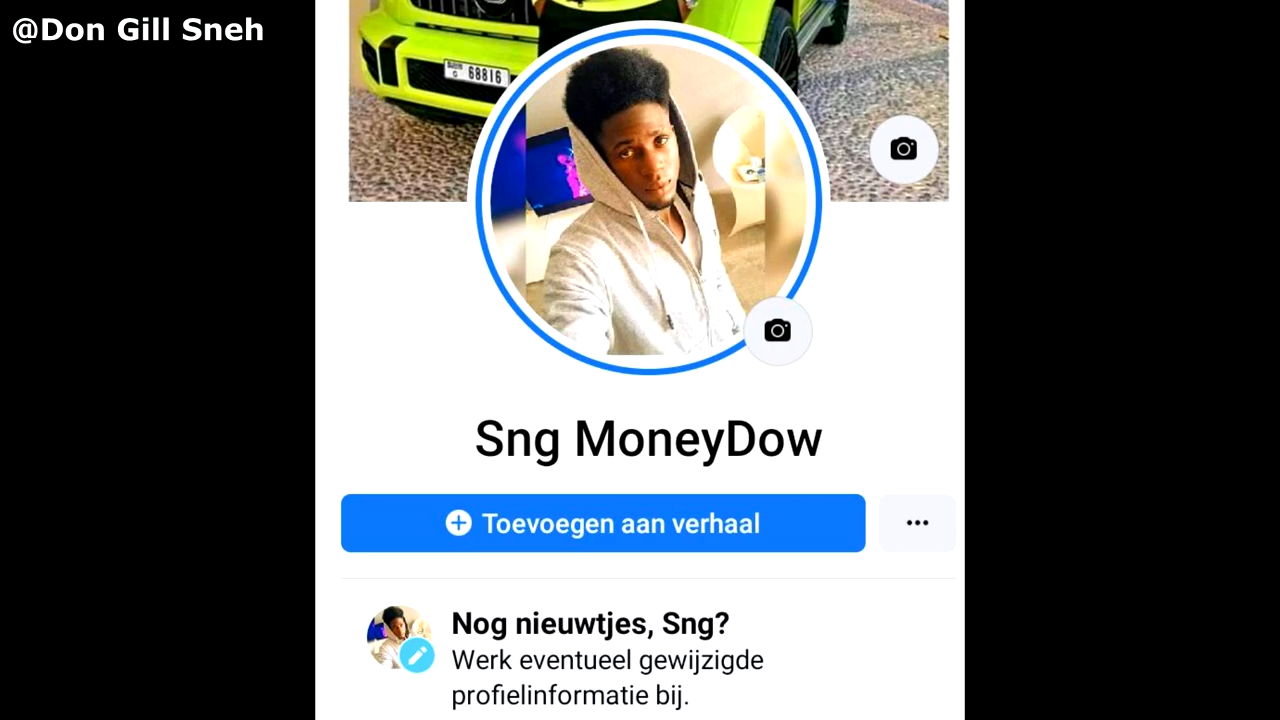 @Don Gill Sneh
68816
Sng MoneyDow
Toevoegen aan verhaal
Nog nieuwtjes, Sng?
Werk eventueel gewijzigde
profielinformatie bij.